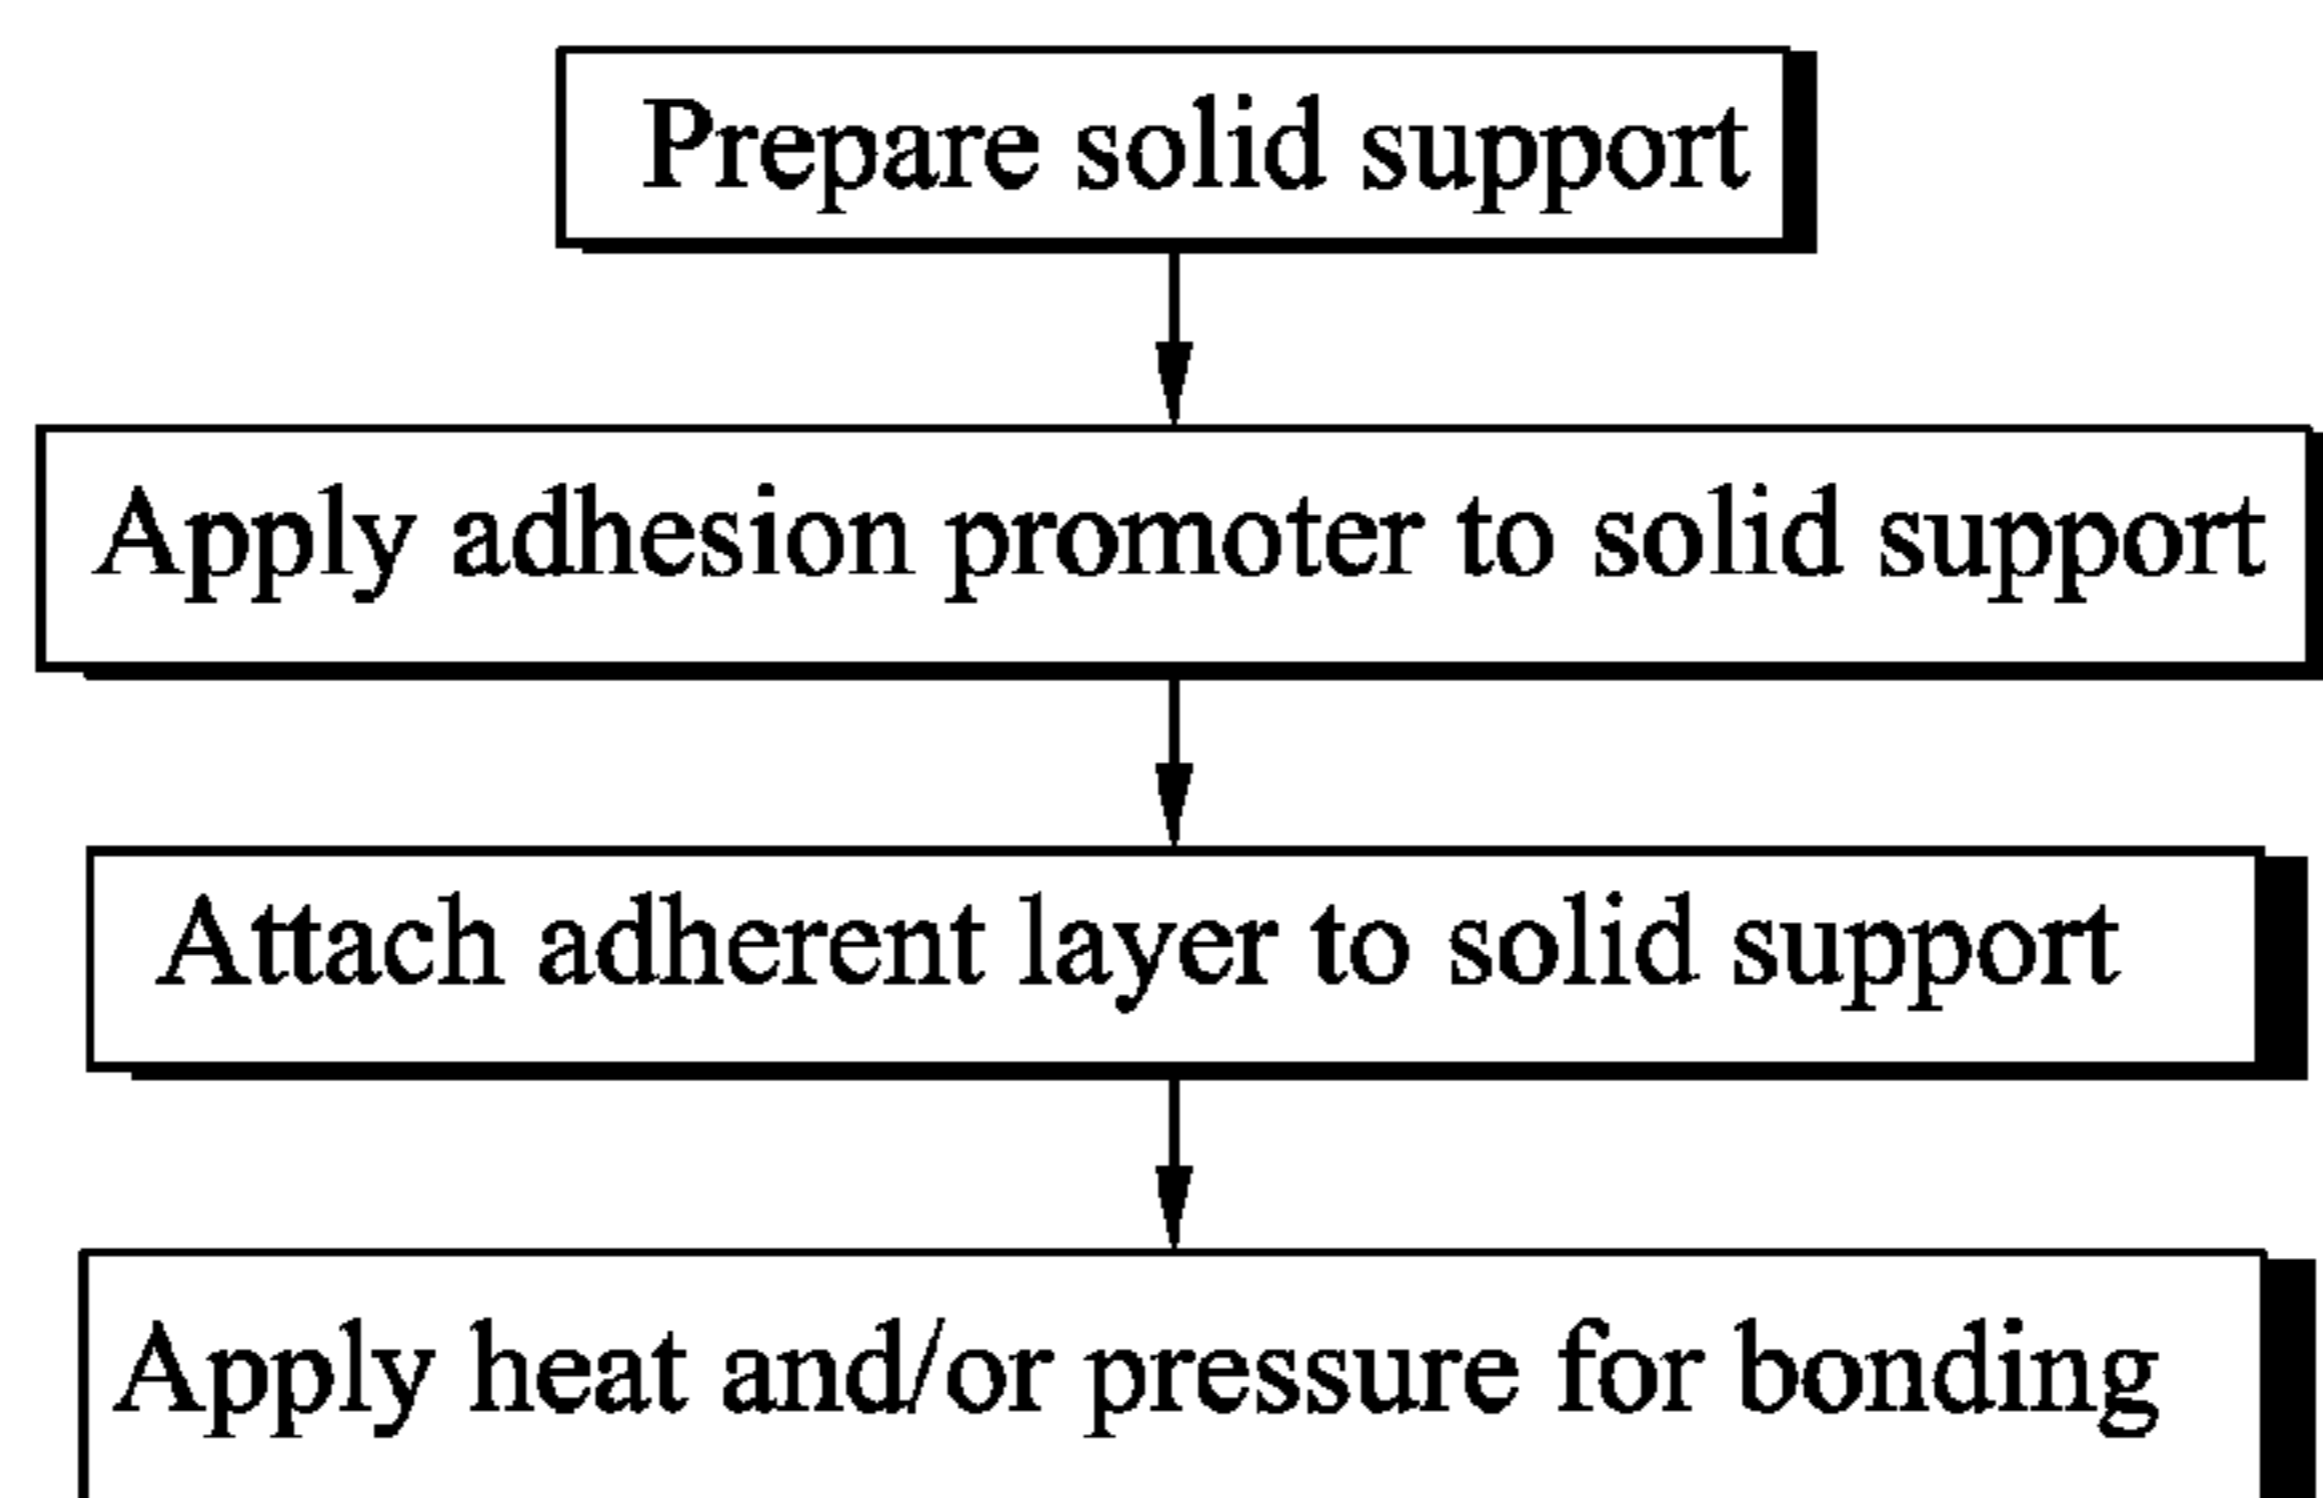 Prepare solid support
Apply adhesion promoter to solid support
Attach adherent layer to solid support
Apply heat and/or pressure for bonding